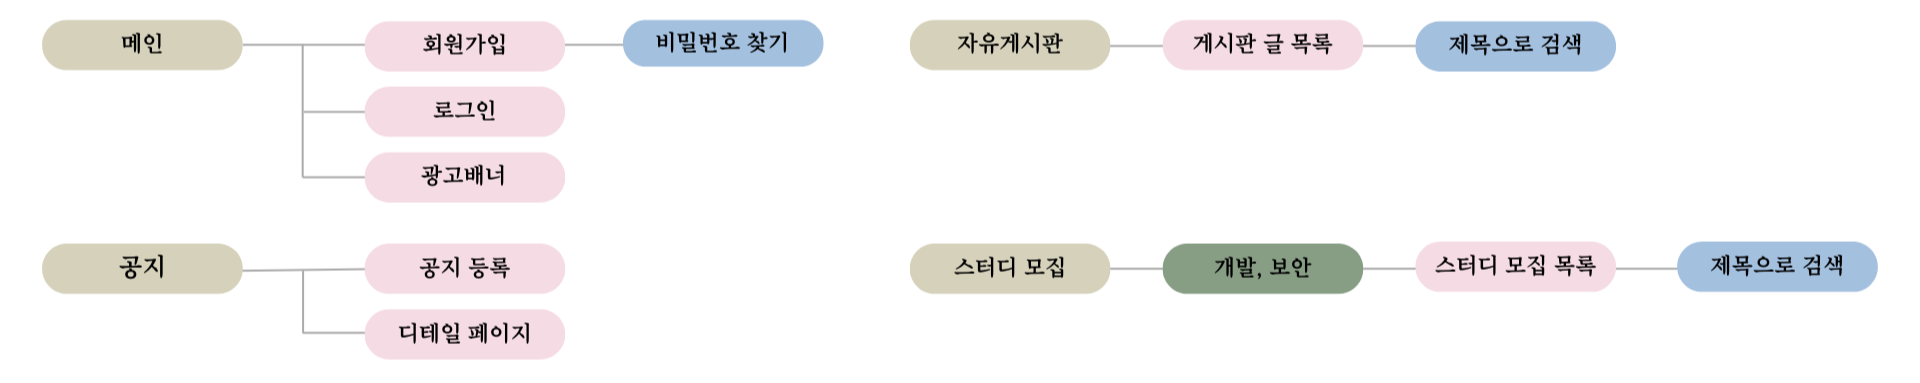 메인
회원가입
비밀번호 찾기
로그인
광고배너
공지
공지 등록
디테일 페이지
자유게시판
게시판 글 목록
제목으로 검색
스터디 모집
개발, 보안
스터디 모집 목록
제목으로 검색